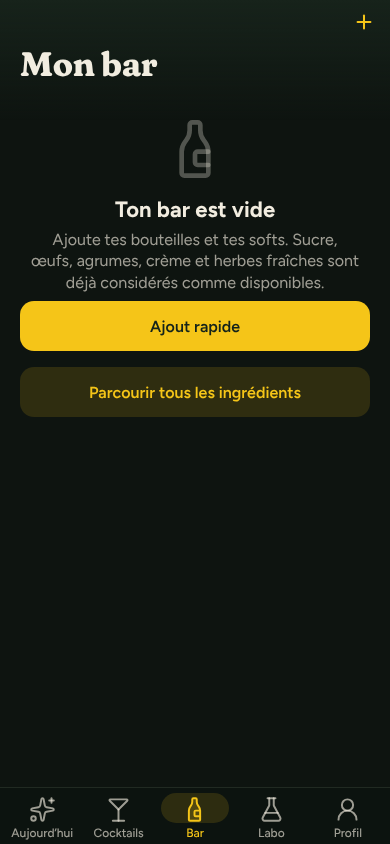 Mon bar
Ton bar est vide
Ajoute tes bouteilles et tes softs. Sucre,
œufs, agrumes, crème et herbes fraîches sont
déjà considérés comme disponibles.
Ajout rapide
Parcourir tous les ingrédients
Aujourd'hui
Cocktails
Bar
Labo
Profil